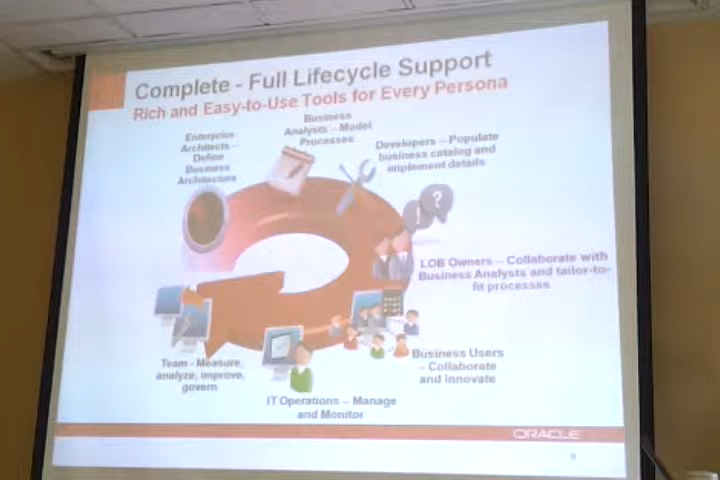 Complete - Full Lifecycle Support
Rich and Easy-to-Use Tools for Every Persona
Enterprise
Architects –
Define
Business
Architecture
Business
Analysts – Model
Processes
Developers – Populate
business catalog and
implement details
?
!
LOB Owners – Collaborate with
Business Analysts and tailor-to-
fit processes
Business Users
– Collaborate
and innovate
IT Operations – Manage
and Monitor
Team - Measure,
analyze, improve,
govern
ORACLE